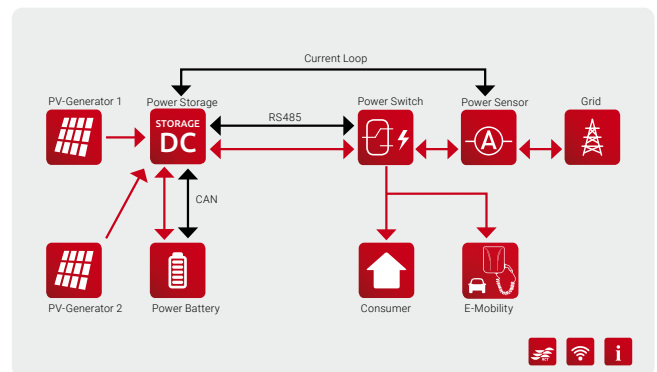 Current Loop
PV-Generator 1
Power Storage
Power Switch
Power Sensor
Grid
STORAGE
DC
RS485
A
CAN
PV-Generator 2
Power Battery
Consumer
E-Mobility
i